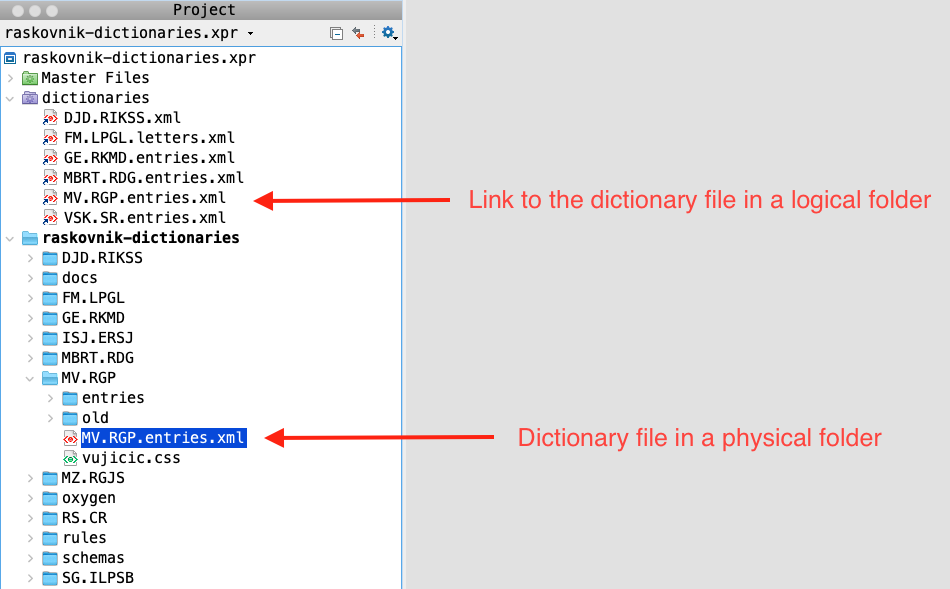 Project
raskovnik-dictionaries.xpr
raskovnik-dictionaries.xpr
Master Files
dictionaries
DJD.RIKSS.xml
FM.LPGL.letters.xml
GE.RKMD.entries.xml
MBRT.RDG.entries.xml
MV.RGP.entries.xml
Link to the dictionary file in a logical folder
VSK.SR.entries.xml
raskovnik-dictionaries
DJD.RIKSS
docs
FM.LPGL
GE.RKMD
ISJ.ERSJ
MBRT.RDG
MV.RGP
entries
old
MV.RGP.entries.xml
Dictionary file in a physical folder
vujicic.css
MZ.RGJS
oxygen
RS.CR
rules
schemas
SG.ILPSB